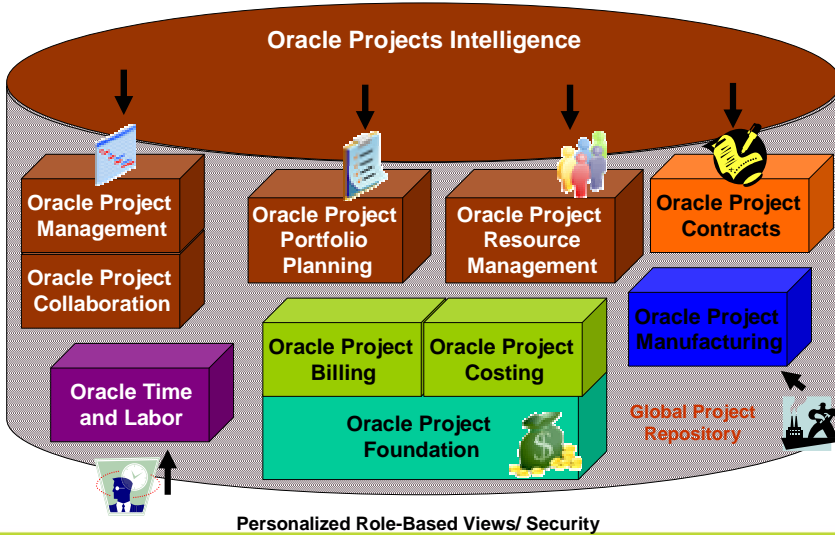 Oracle Projects Intelligence
Oracle Project
Management
Oracle Project
Portfolio
Planning
Oracle Project
Resource
Management
Oracle Project
Contracts
Oracle Project
Collaboration
Oracle Project
Manufacturing
Oracle Project
Billing
Oracle Project
Costing
Oracle Time
and Labor
Oracle Project
Foundation
$
Global Project
Repository
Personalized Role-Based Views/ Security